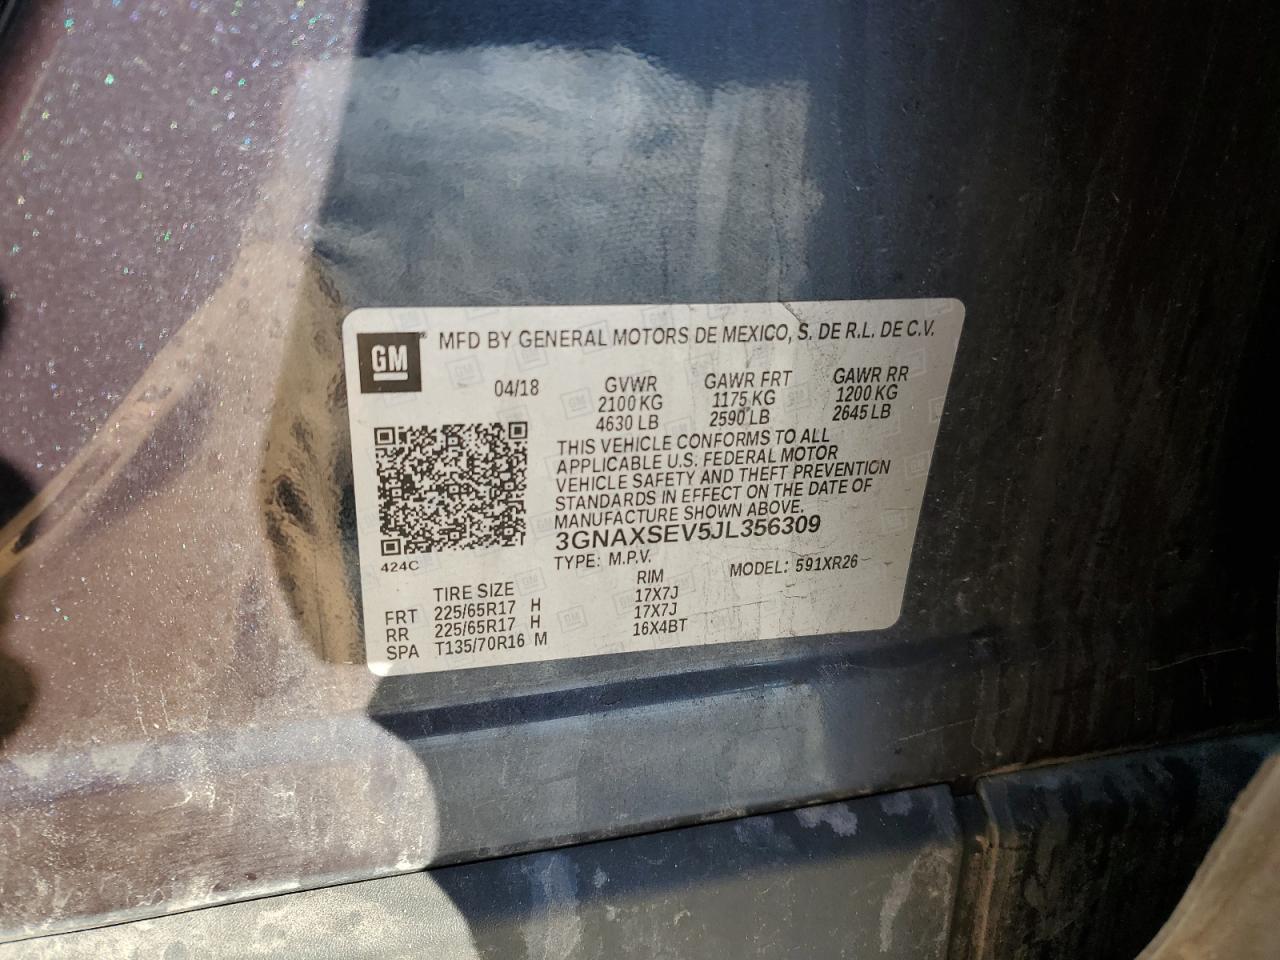 GM
MFD BY GENERAL MOTORS DE MEXICO, S. DE R.L. DE C.V.
04/18 GVWR GAWR FRT GAWR RR
2100 KG 1175 KG 1200 KG
4630 LB 2590 LB 2645 LB
THIS VEHICLE CONFORMS TO ALL
APPLICABLE U.S. FEDERAL MOTOR
VEHICLE SAFETY AND THEFT PREVENTION
STANDARDS IN EFFECT ON THE DATE OF
MANUFACTURE SHOWN ABOVE.
3GNAXSEV5JL356309
424C TYPE: M.P.V. MODEL: 591XR26
TIRE SIZE RIM
FRT 225/65R17 H 17X7J
RR 225/65R17 H 17X7J
SPA T135/70R16 M 16X4BT